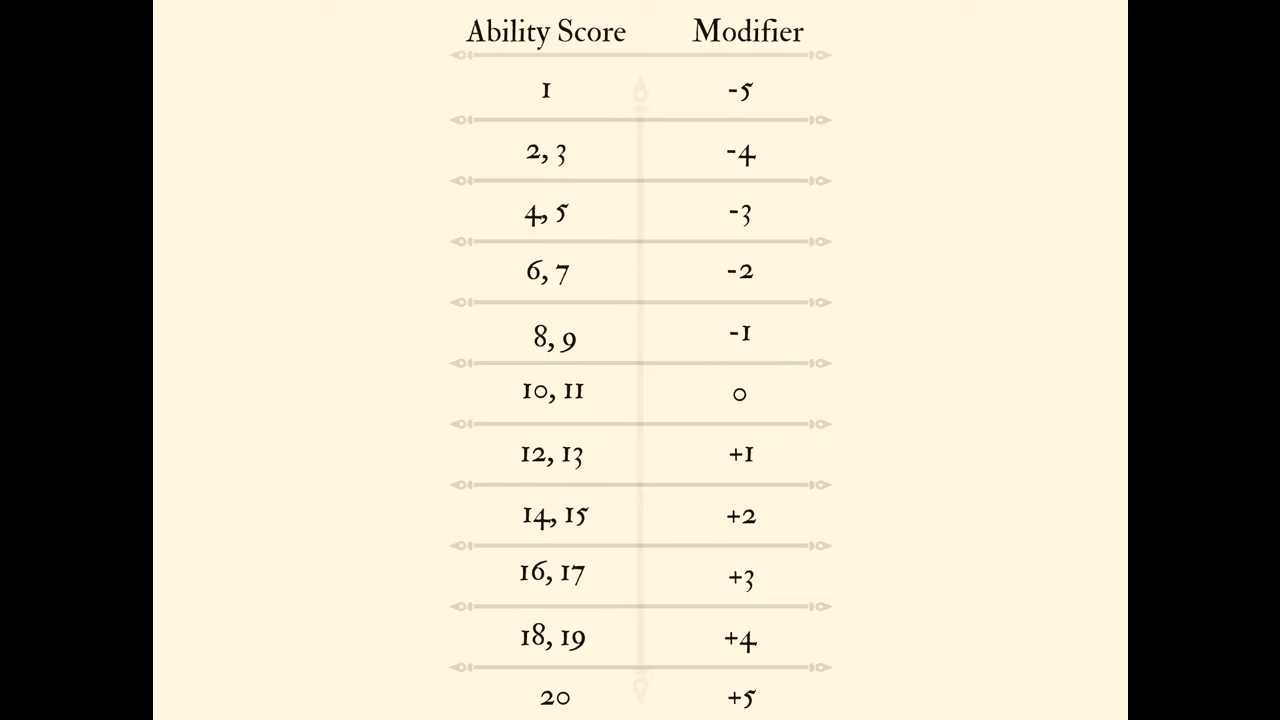 Ability Score Modifier
1 -5
2, 3 -4
4, 5 -3
6, 7 -2
8, 9 -1
10, 11 0
12, 13 +1
14, 15 +2
16, 17 +3
18, 19 +4
20 +5